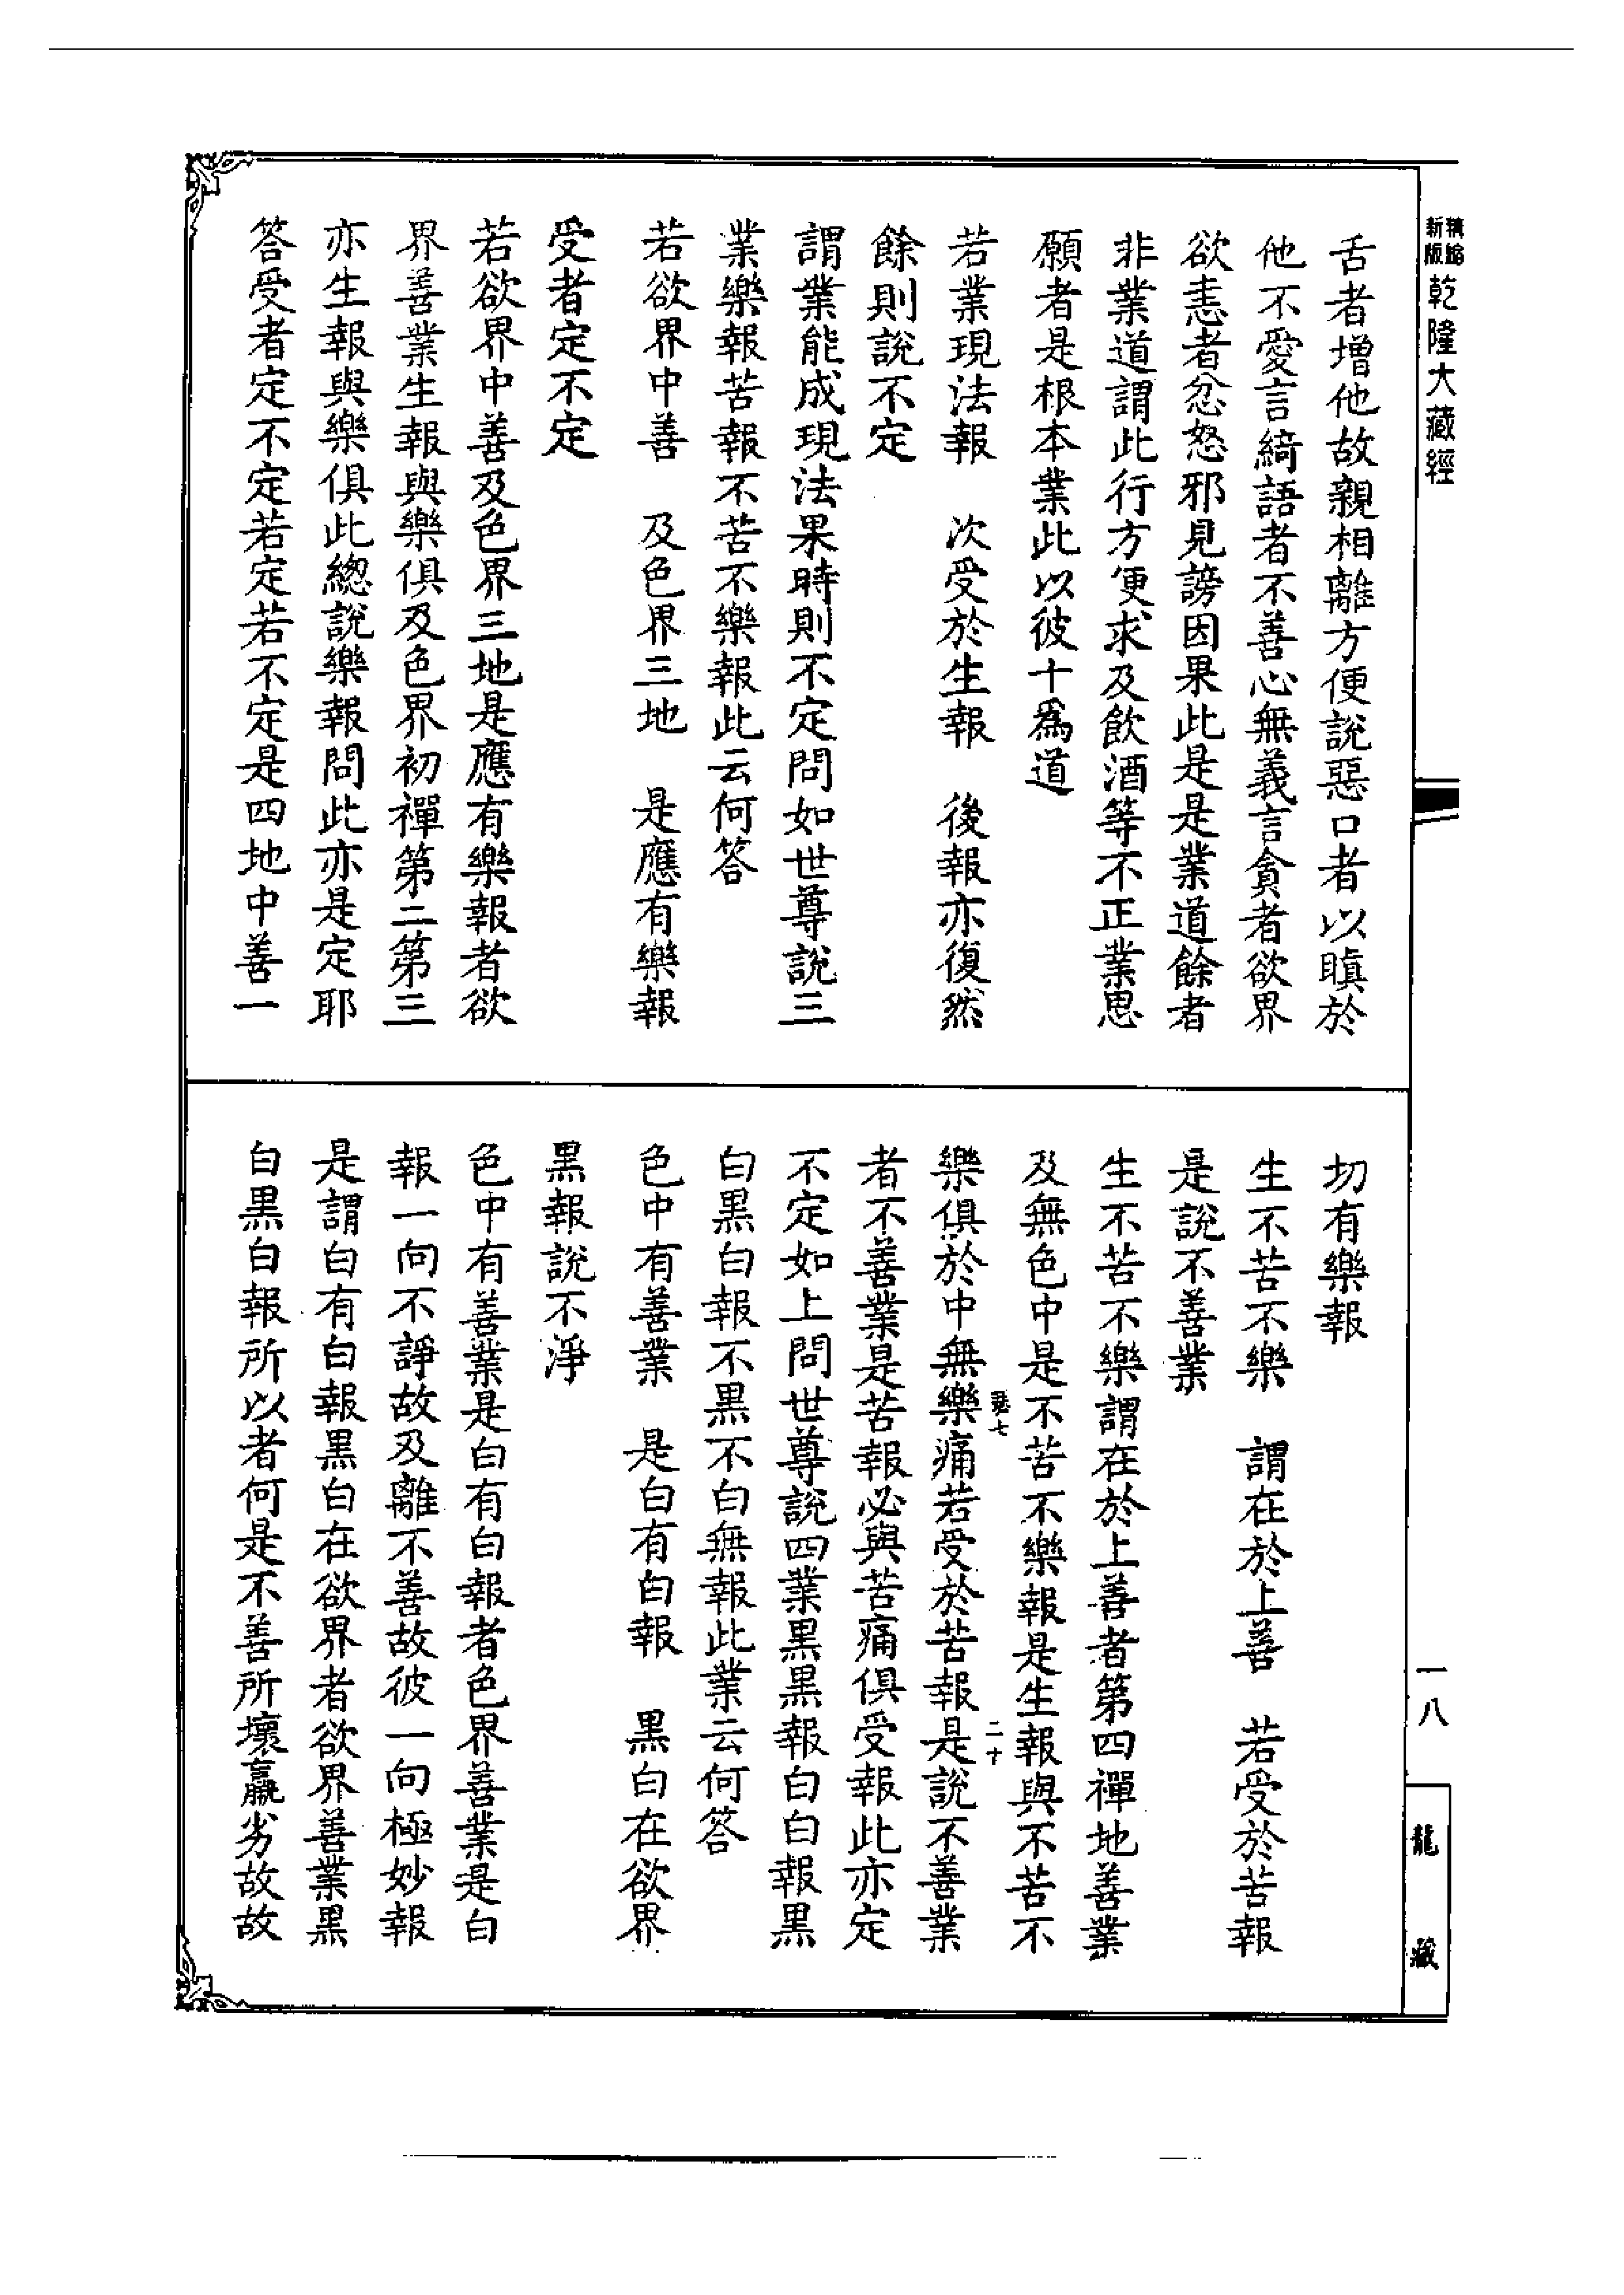 新版 精縮
乾隆大藏經
舌者增他故親相離方便說惡口者以瞋於
他不愛言綺語者不善心無義言貪者欲界
欲恚者忿怒邪見謗因果此是是業道餘者
非業道謂此行方便求及飲酒等不正業思
願者是根本業此以彼十為道
若業現法報　次受於生報　後報亦復然
餘則說不定
謂業能成現法果時則不定問如世尊說三
業樂報苦報不苦不樂報此云何答
若欲界中善　及色界三地　是應有樂報
受者定不定
若欲界中善及色界三地是應有樂報者欲
界善業生報與樂俱及色界初禪第二第三
亦生報與樂俱此總說樂報問此亦是定耶
答受者定不定若定若不定是四地中善一
切有樂報
生不苦不樂　謂在於上善　若受於苦報
是說不善業
生不苦不樂謂在於上善者第四禪地善業
及無色中是不苦不樂報是生報與不苦不
樂俱於中無樂痛若受於苦報是說不善業
者不善業是苦報必與苦痛俱受報此亦定
不定如上問世尊說四業黑黑報白白報黑
白黑白報不黑不白無報此業云何答
色中有善業　是白有白報　黑白在欲界
黑報說不淨
色中有善業是白有白報者色界善業是白
報一向不諍故及離不善故彼一向極妙報
是謂白有白報黑白在欲界者欲界善業黑
白黑白報所以者何是不善所壞羸劣故故
七
二十
一八
龍藏